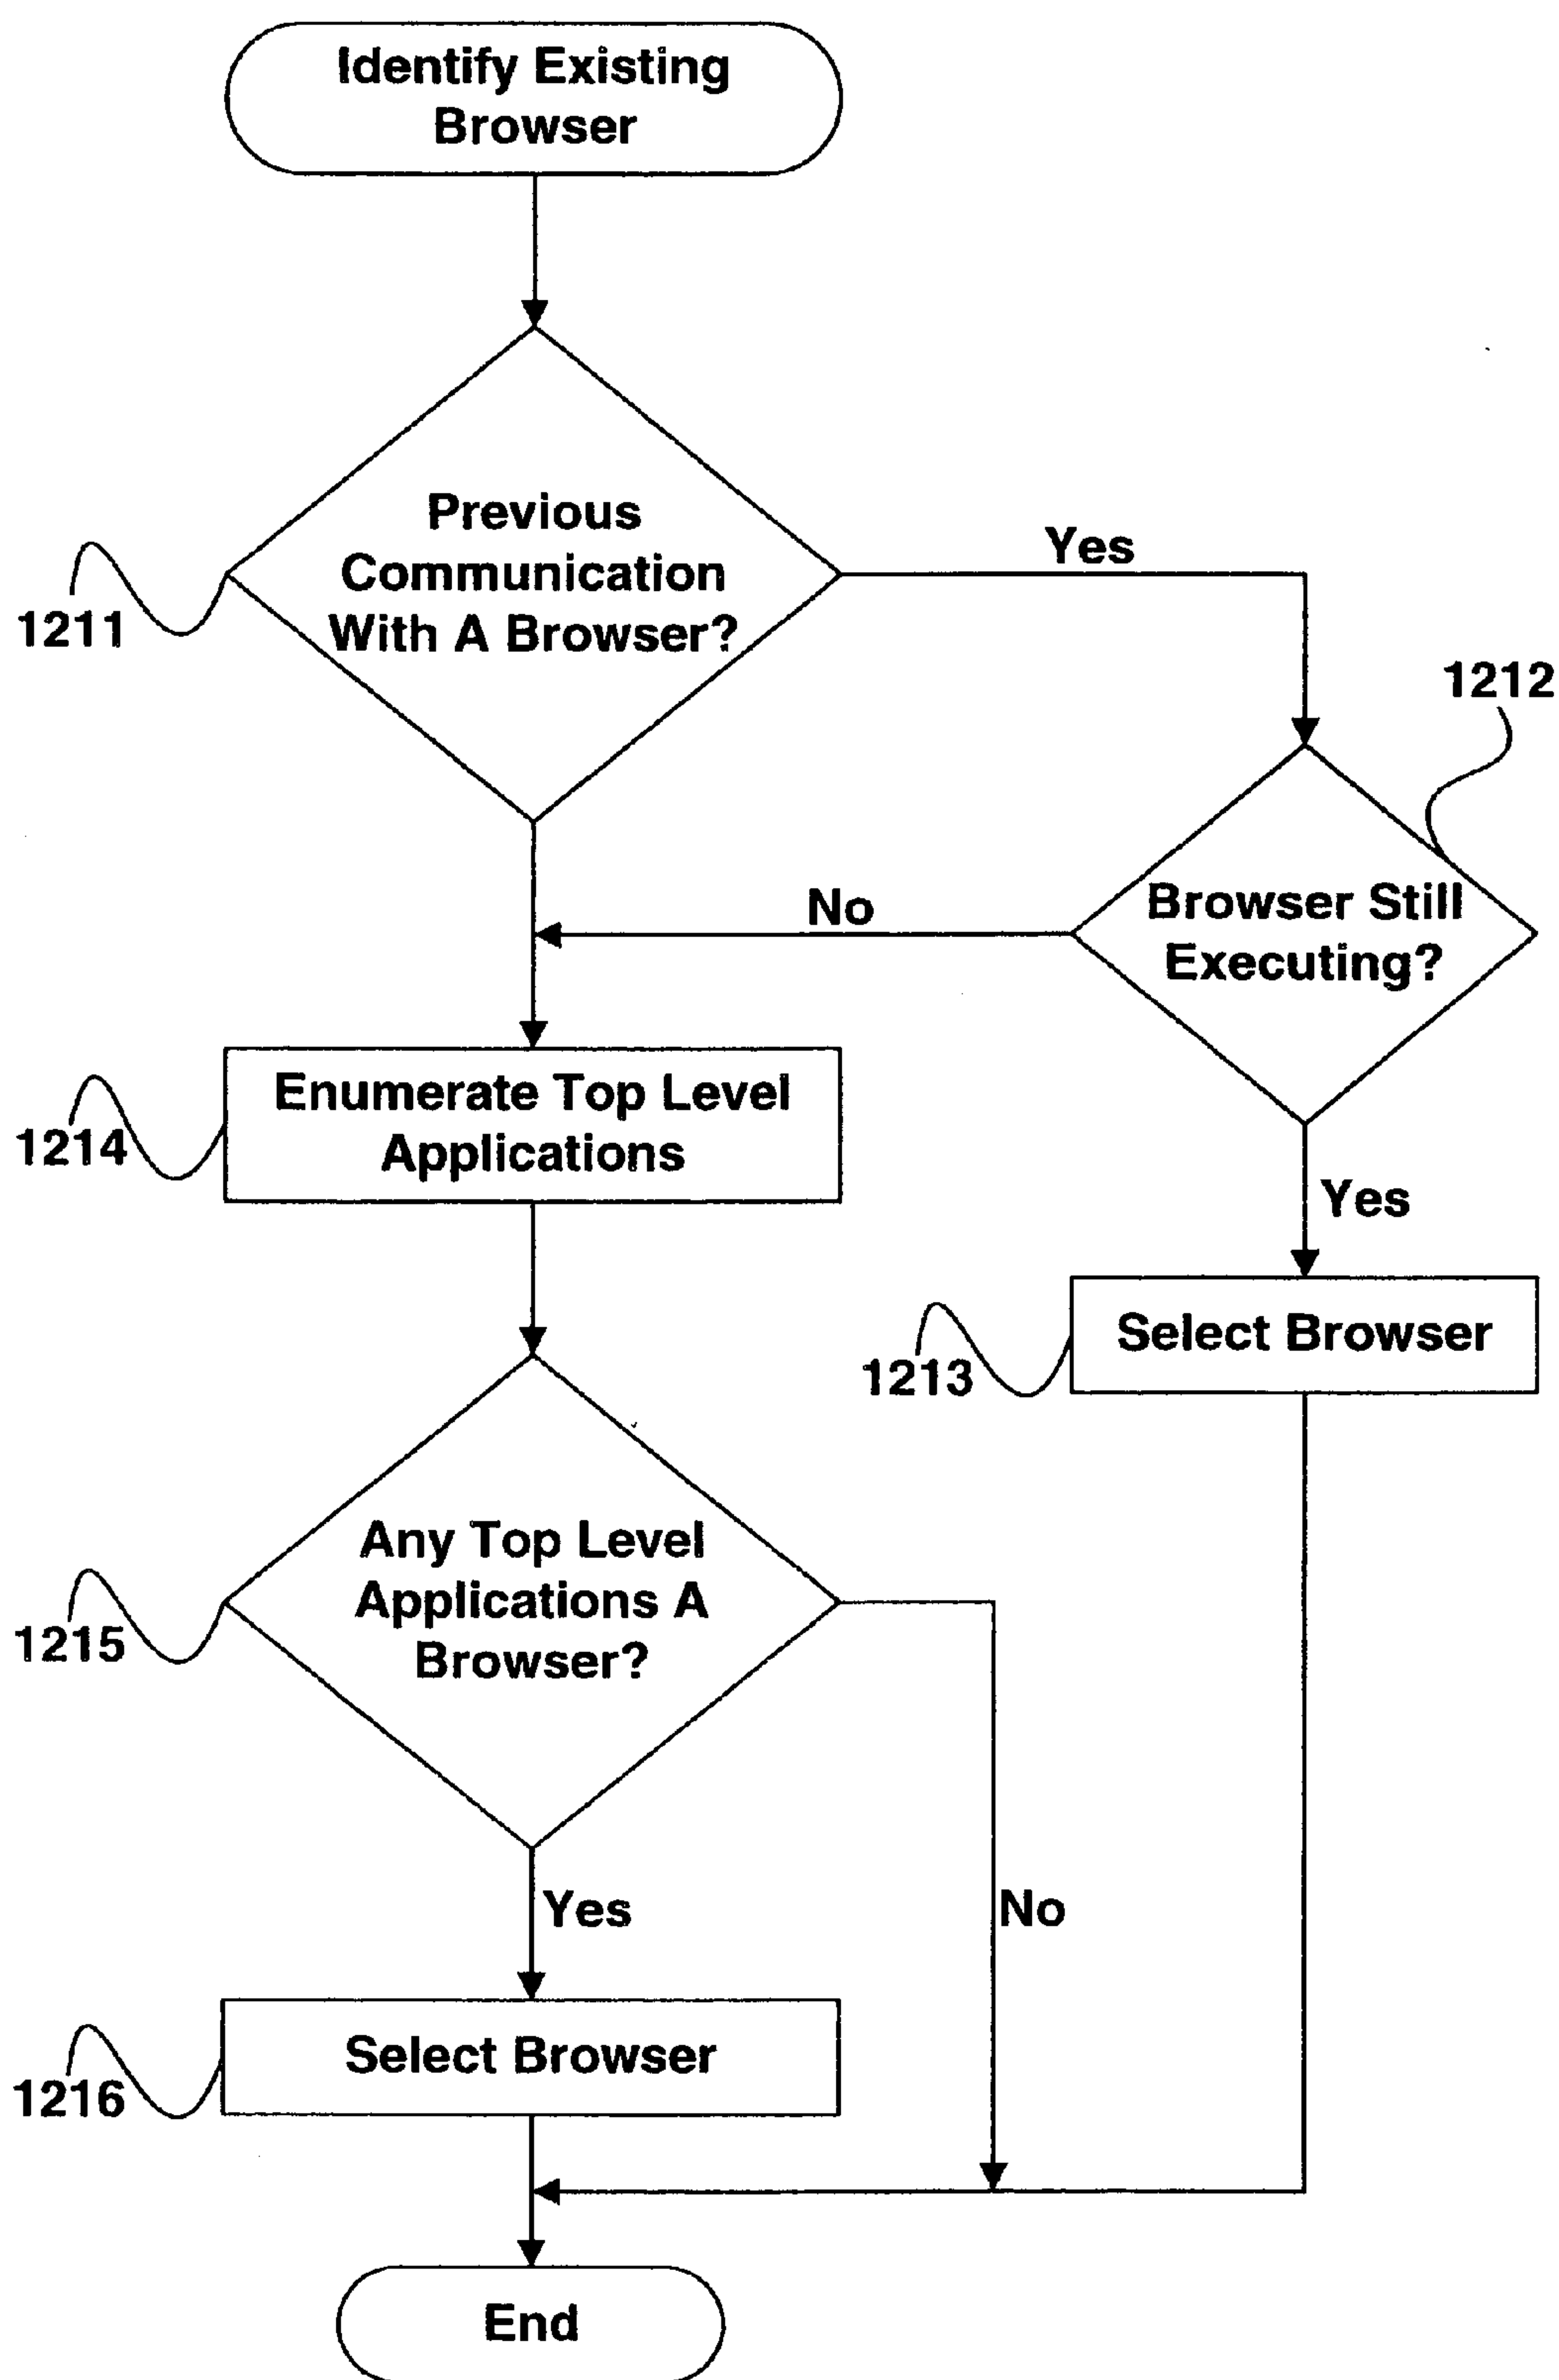 Identify Existing
Browser
Previous
Communication
With A Browser?
1211
Yes
1212
Browser Still
Executing?
No
Enumerate Top Level
Applications
1214
Yes
Select Browser
1213
Any Top Level
Applications A
Browser?
1215
Yes
No
Select Browser
1216
End